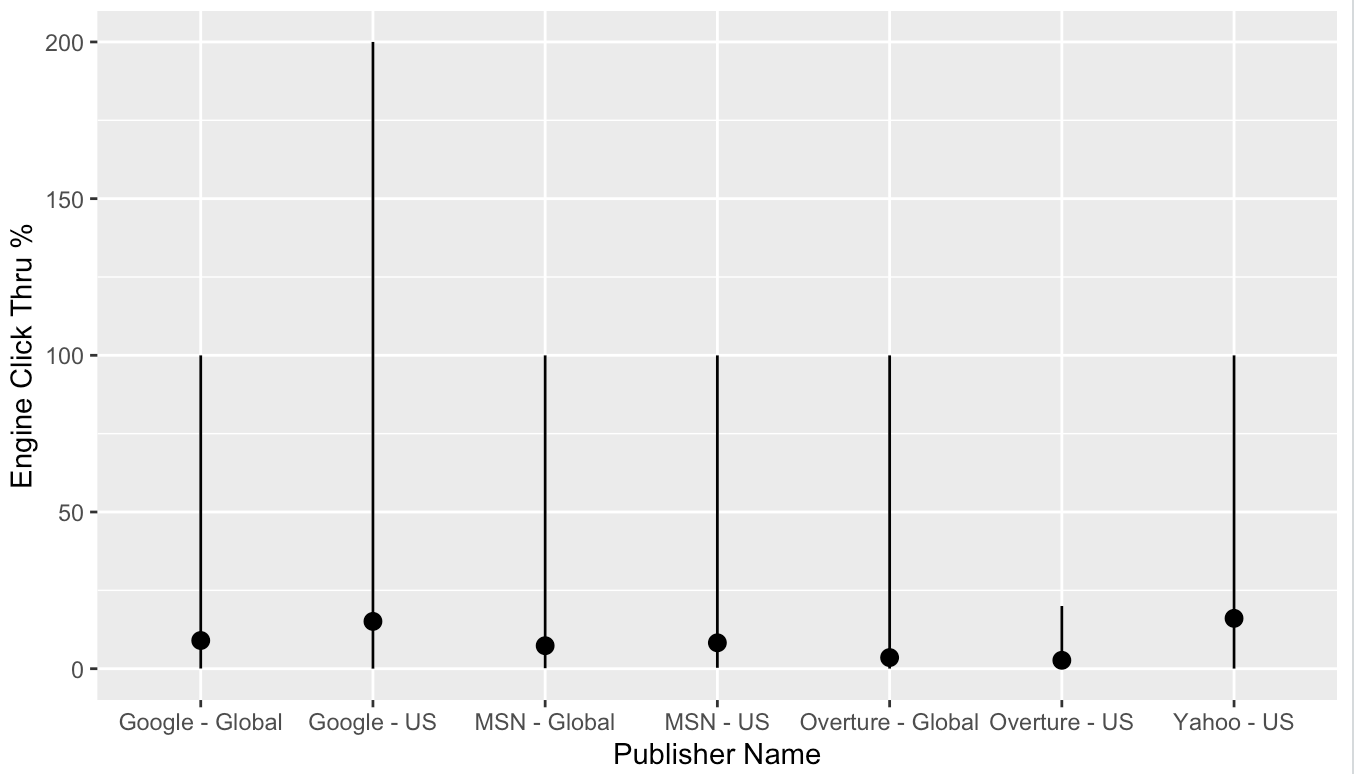 200
150
100
50
0
Engine Click Thru %
Google - Global Google - US MSN - Global MSN - US Overture - Global Overture - US Yahoo - US
Publisher Name